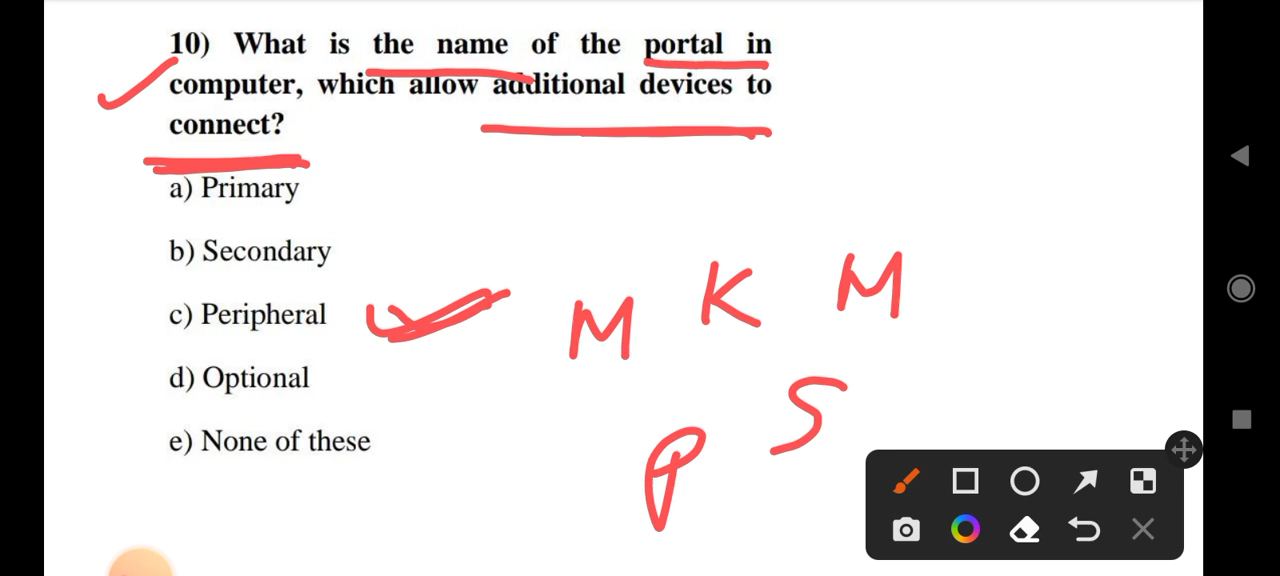 10) What is the name of the portal in
computer, which allow additional devices to
connect?
a) Primary
b) Secondary
c) Peripheral
d) Optional
e) None of these
M K M
P S